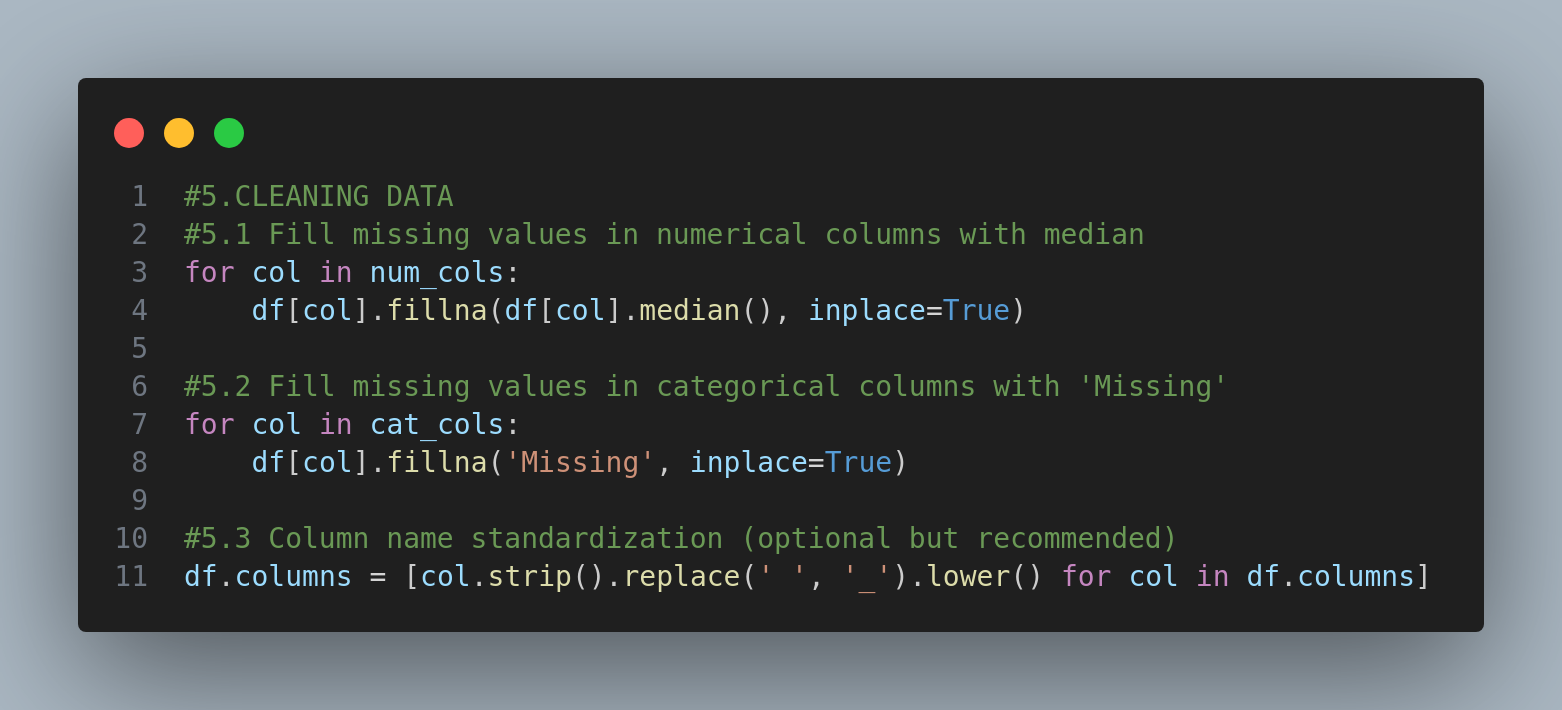 1 #5.CLEANING DATA
2 #5.1 Fill missing values in numerical columns with median
3 for col in num_cols:
4     df[col].fillna(df[col].median(), inplace=True)
5
6 #5.2 Fill missing values in categorical columns with 'Missing'
7 for col in cat_cols:
8     df[col].fillna('Missing', inplace=True)
9
10 #5.3 Column name standardization (optional but recommended)
11 df.columns = [col.strip().replace(' ', '_').lower() for col in df.columns]